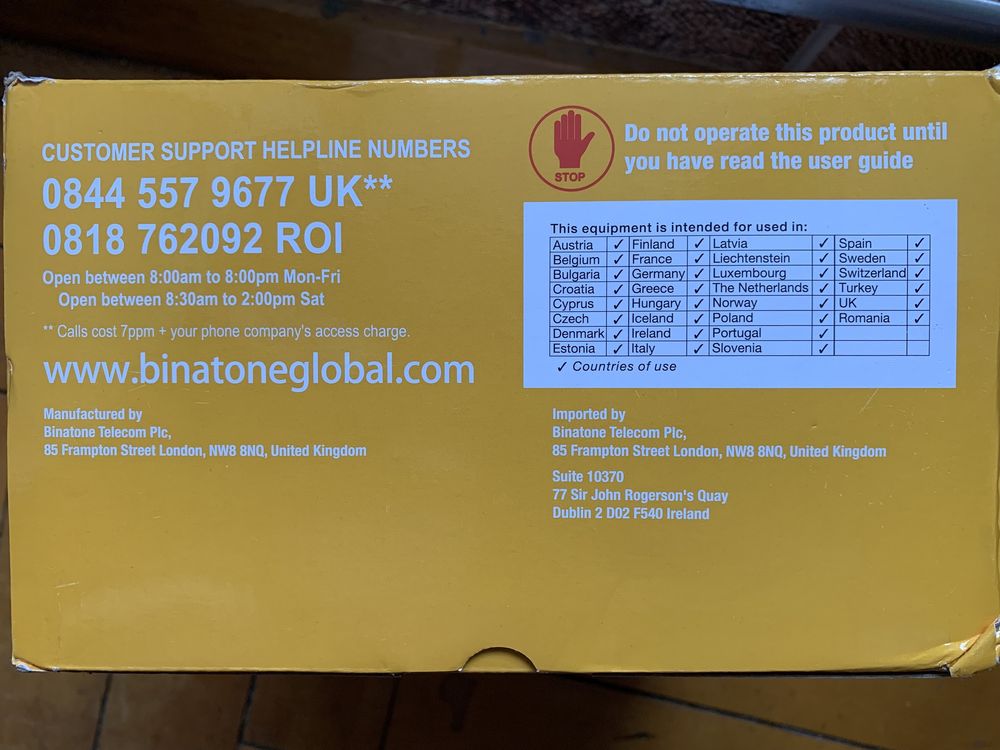 CUSTOMER SUPPORT HELPLINE NUMBERS
0844 557 9677 UK**
0818 762092 ROI
Open between 8:00am to 8:00pm Mon-Fri
Open between 8:30am to 2:00pm Sat
** Calls cost 7ppm + your phone company's access charge.
www.binatoneglobal.com
Manufactured by
Binatone Telecom Plc,
85 Frampton Street London, NW8 8NQ, United Kingdom
STOP
Do not operate this product until
you have read the user guide
This equipment is intended for used in:
Austria ✓ Finland ✓ Latvia ✓ Spain ✓
Belgium ✓ France ✓ Liechtenstein ✓ Sweden ✓
Bulgaria ✓ Germany ✓ Luxembourg ✓ Switzerland ✓
Croatia ✓ Greece ✓ The Netherlands ✓ Turkey ✓
Cyprus ✓ Hungary ✓ Norway ✓ UK ✓
Czech ✓ Iceland ✓ Poland ✓ Romania ✓
Denmark ✓ Ireland ✓ Portugal ✓
Estonia ✓ Italy ✓ Slovenia ✓
✓ Countries of use
Imported by
Binatone Telecom Plc,
85 Frampton Street London, NW8 8NQ, United Kingdom
Suite 10370
77 Sir John Rogerson's Quay
Dublin 2 D02 F540 Ireland